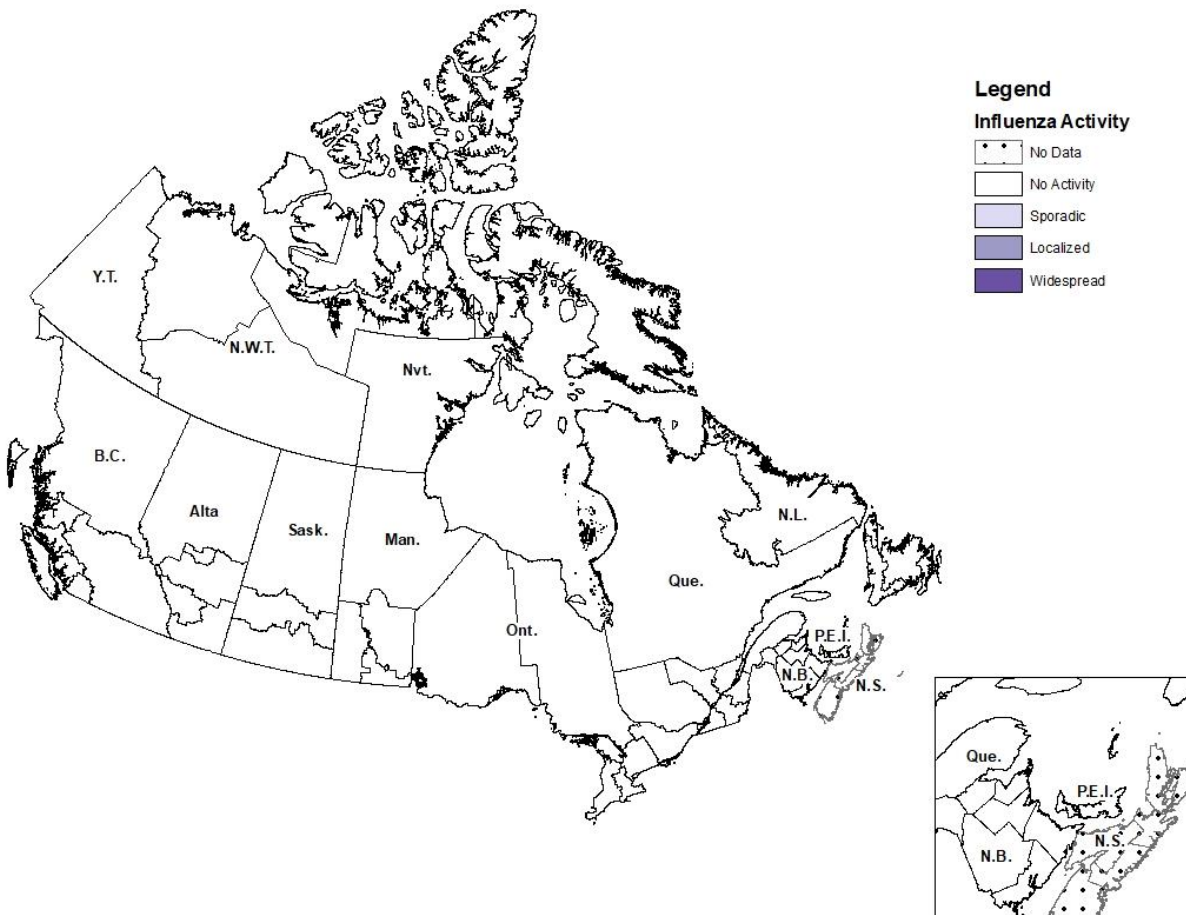 Legend
Influenza Activity
No Data
No Activity
Sporadic
Localized
Widespread
Y.T.
N.W.T.
Nvt.
B.C.
Alta
Sask.
Man.
N.L.
Que.
Ont.
P.E.I.
N.B.
N.S.
Que.
P.E.I.
N.S.
N.B.